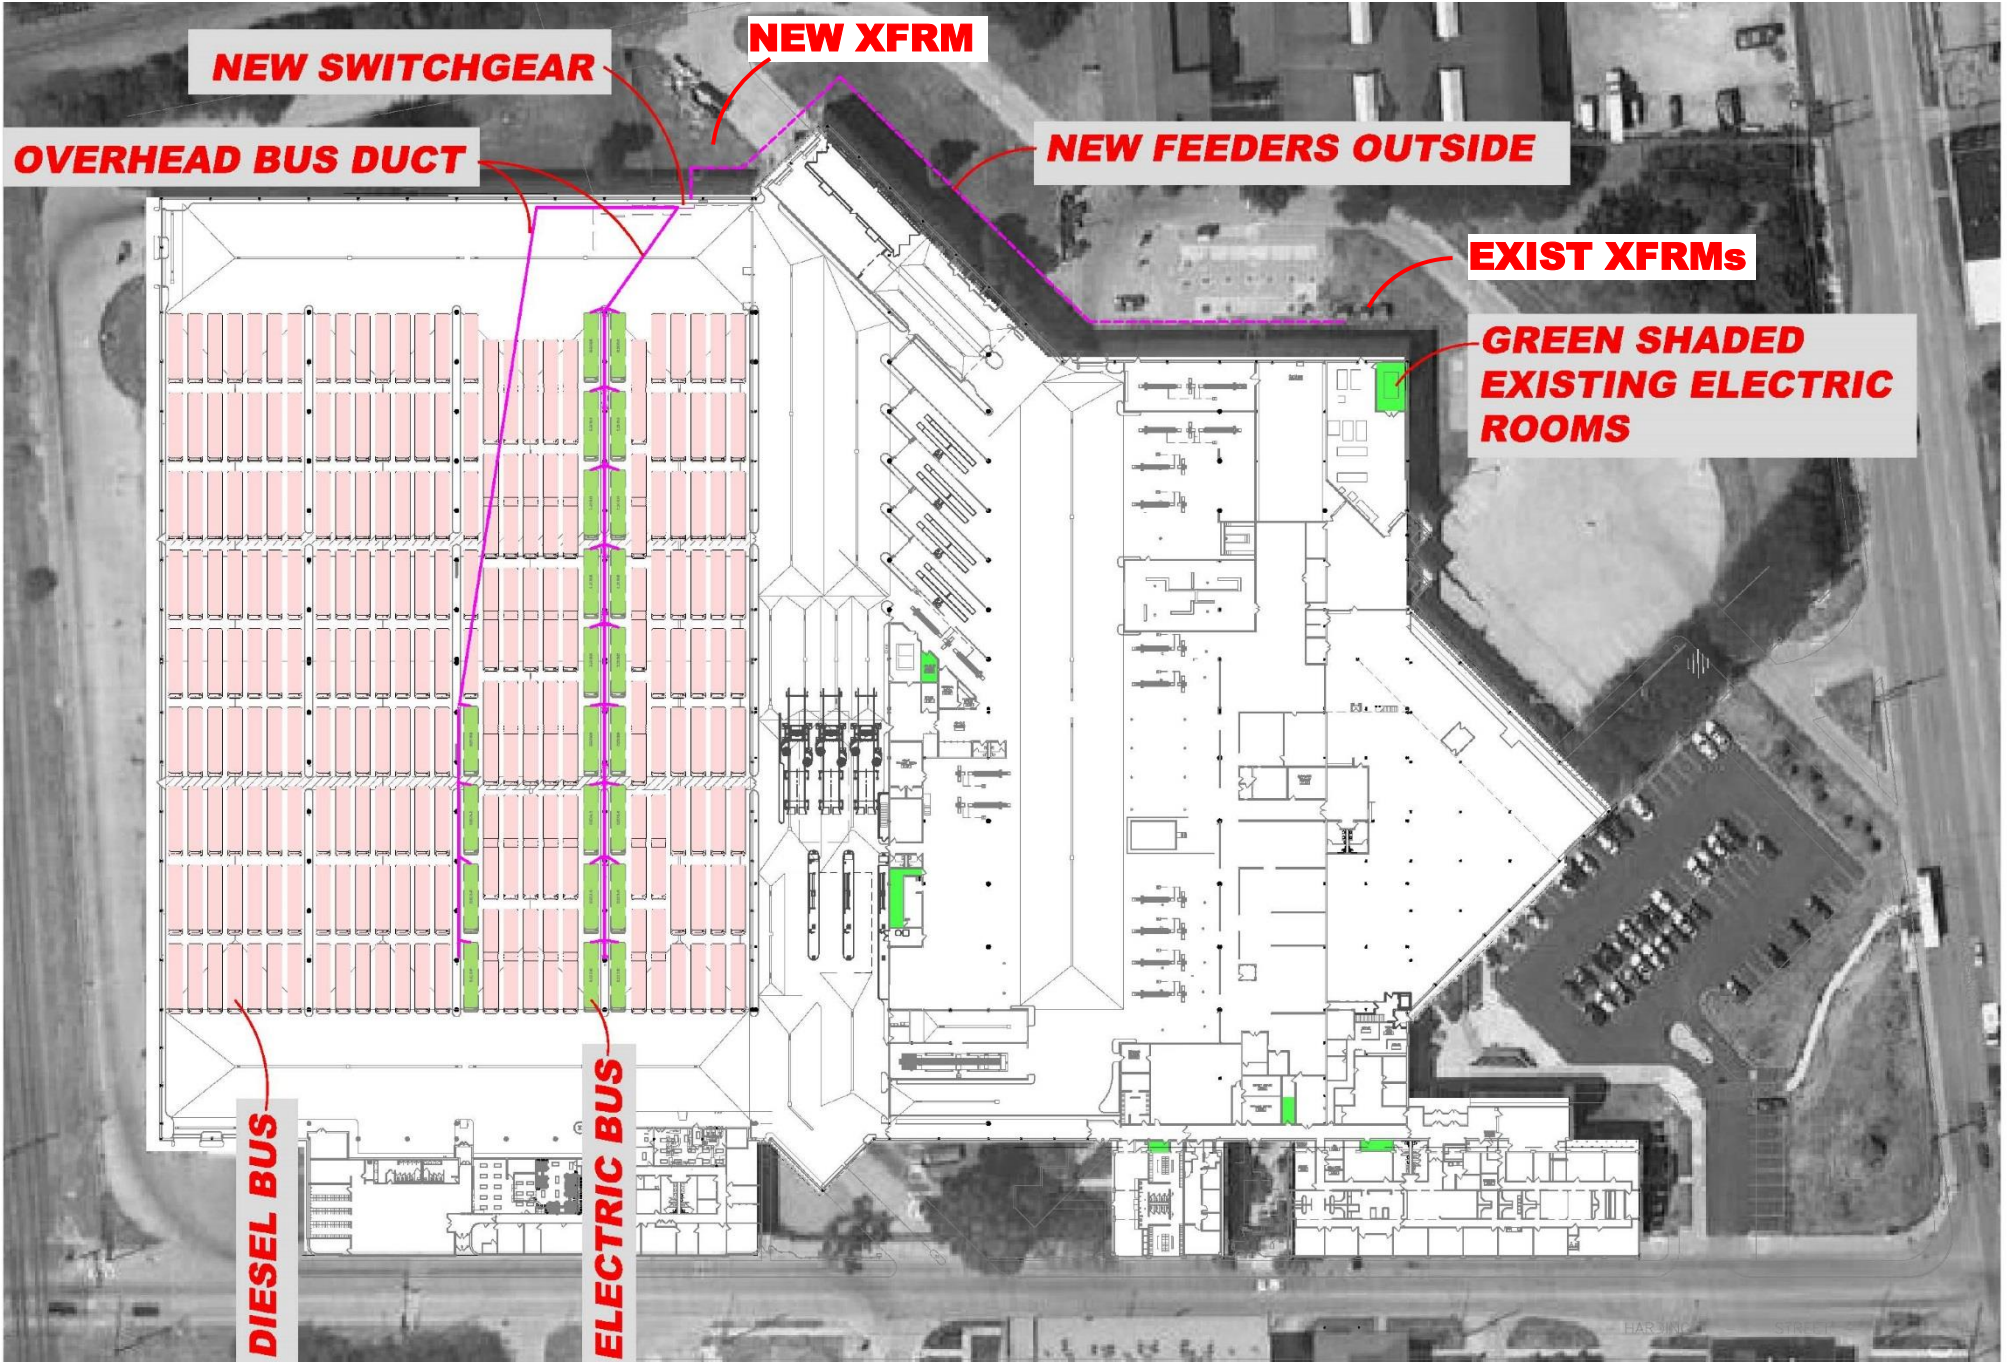 NEW XFRM
NEW SWITCHGEAR
OVERHEAD BUS DUCT
NEW FEEDERS OUTSIDE
EXIST XFRMs
GREEN SHADED
EXISTING ELECTRIC
ROOMS
DIESEL BUS
ELECTRIC BUS
STREET